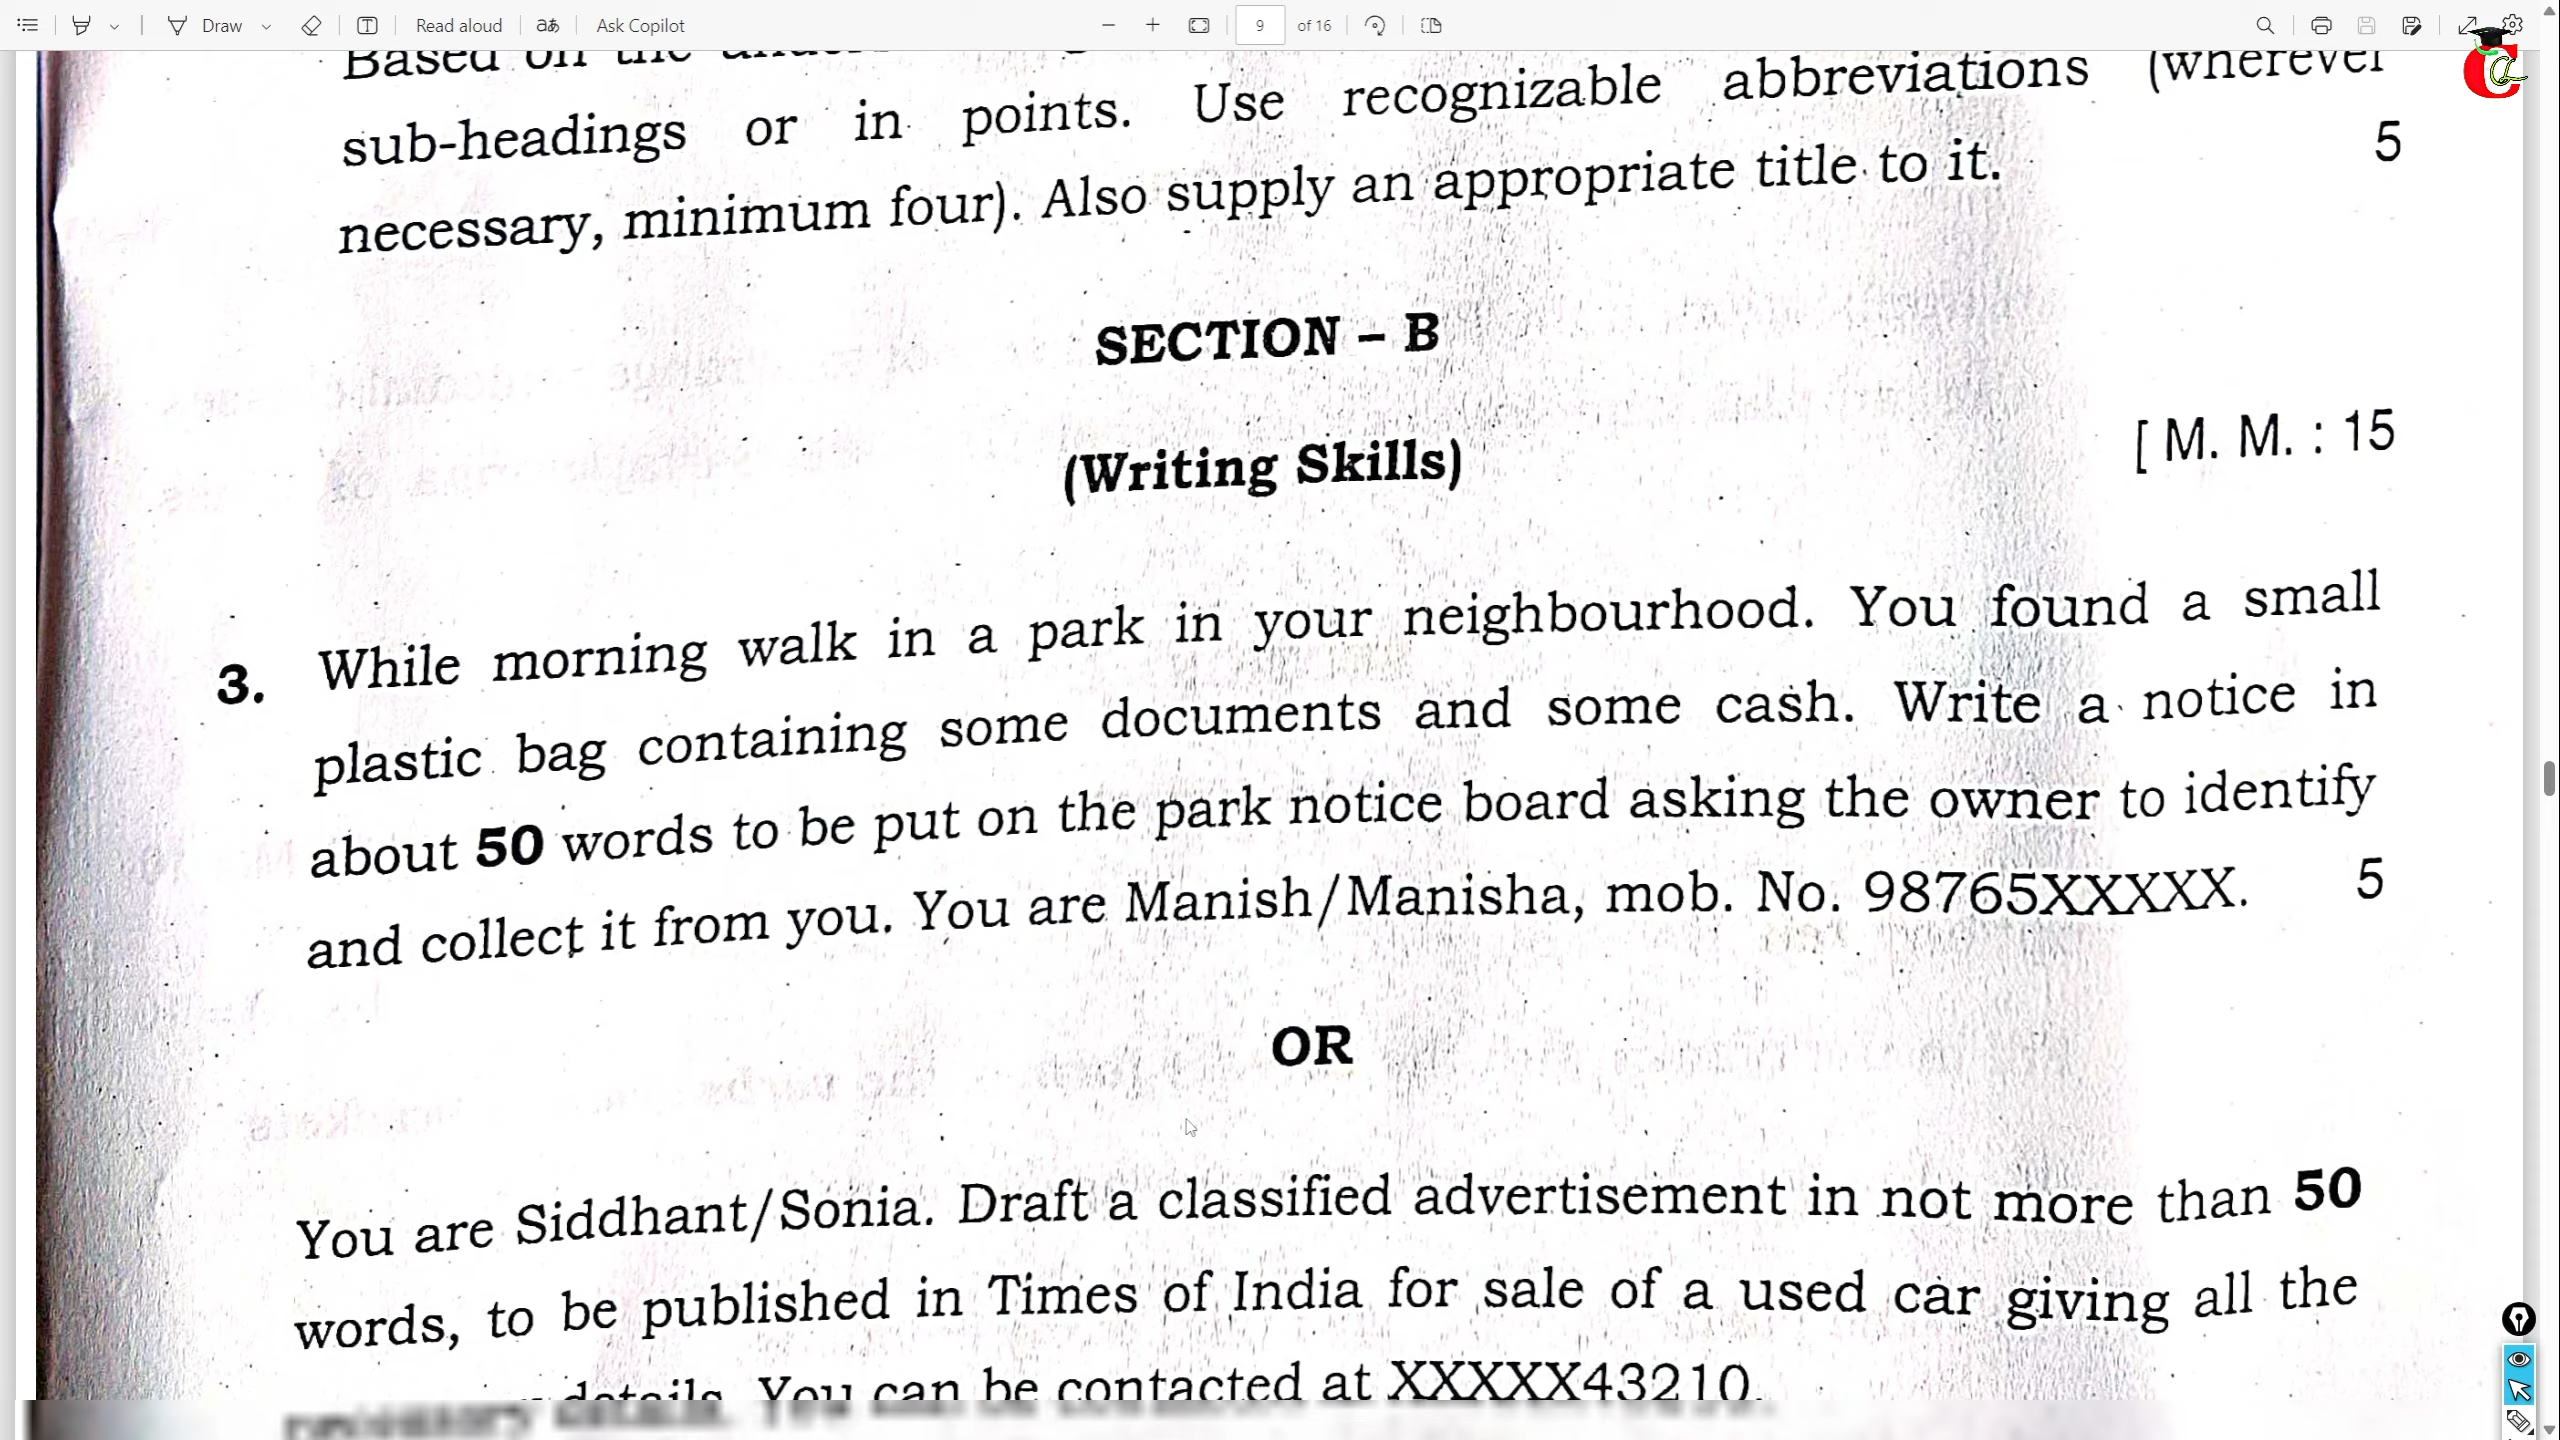 Draw
Read aloud
aあ
Ask Copilot
9
of 16
Based on the
sub-headings or in points. Use recognizable abbreviations (wherever
necessary, minimum four). Also supply an appropriate title to it.
5
SECTION – B
(Writing Skills)
[ M. M. : 15
3. While morning walk in a park in your neighbourhood. You found a small
plastic bag containing some documents and some cash. Write a notice in
about 50 words to be put on the park notice board asking the owner to identify
and collect it from you. You are Manish/Manisha, mob. No. 98765XXXXX. 5
OR
You are Siddhant/Sonia. Draft a classified advertisement in not more than 50
words, to be published in Times of India for sale of a used car giving all the
details. You can be contacted at XXXXX43210.